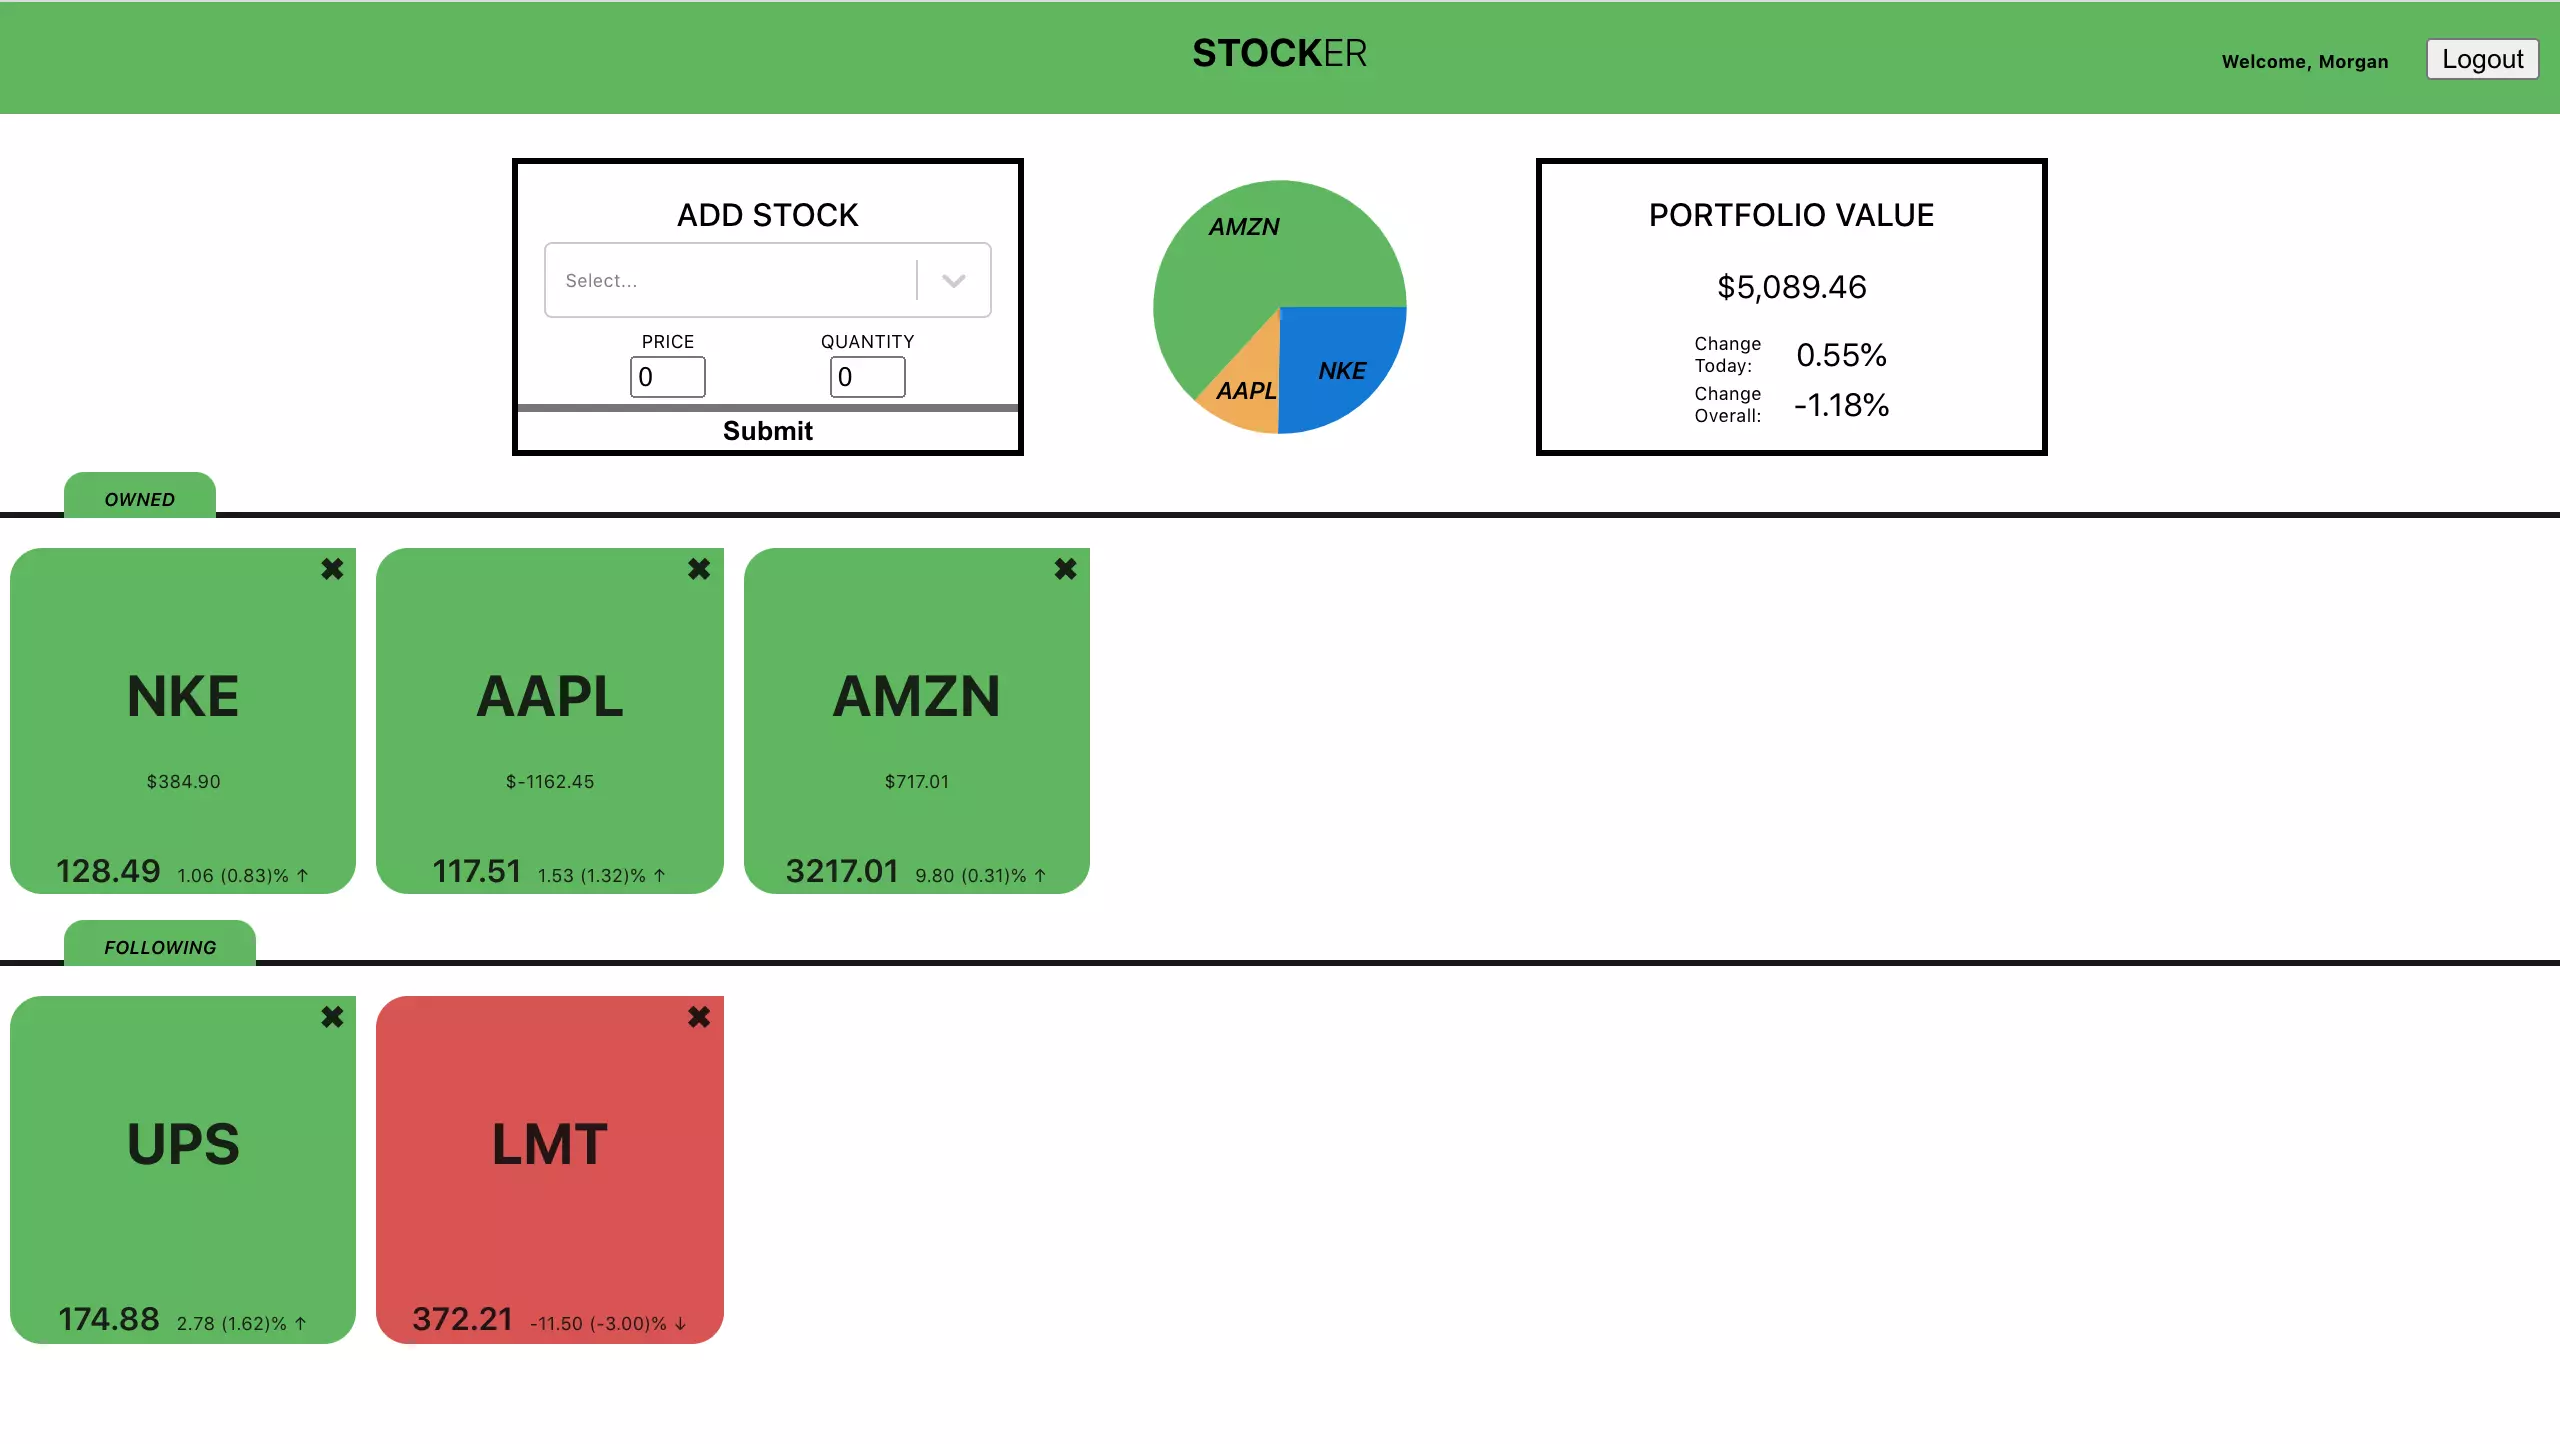 STOCKER
Welcome, Morgan
Logout
ADD STOCK
Select...
PRICE QUANTITY
0 0
Submit
AMZN
NKE
AAPL
PORTFOLIO VALUE
$5,089.46
Change Today: 0.55%
Change Overall: -1.18%
OWNED
✖ ✖ ✖
NKE AAPL AMZN
$384.90 $-1162.45 $717.01
128.49 1.06 (0.83)% ↑ 117.51 1.53 (1.32)% ↑ 3217.01 9.80 (0.31)% ↑
FOLLOWING
✖ ✖
UPS LMT
174.88 2.78 (1.62)% ↑ 372.21 -11.50 (-3.00)% ↓